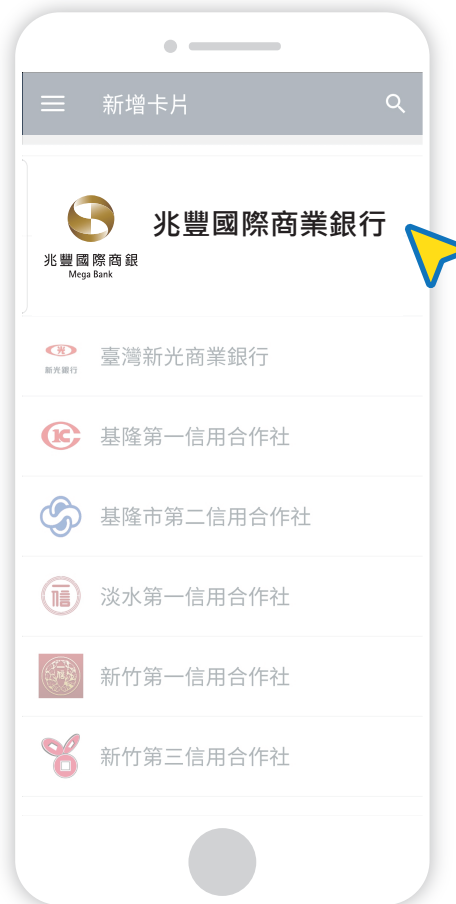 新增卡片
兆豐國際商業銀行
兆豐國際商銀
Mega Bank
臺灣新光商業銀行
新光銀行
基隆第一信用合作社
基隆市第二信用合作社
淡水第一信用合作社
新竹第一信用合作社
新竹第三信用合作社